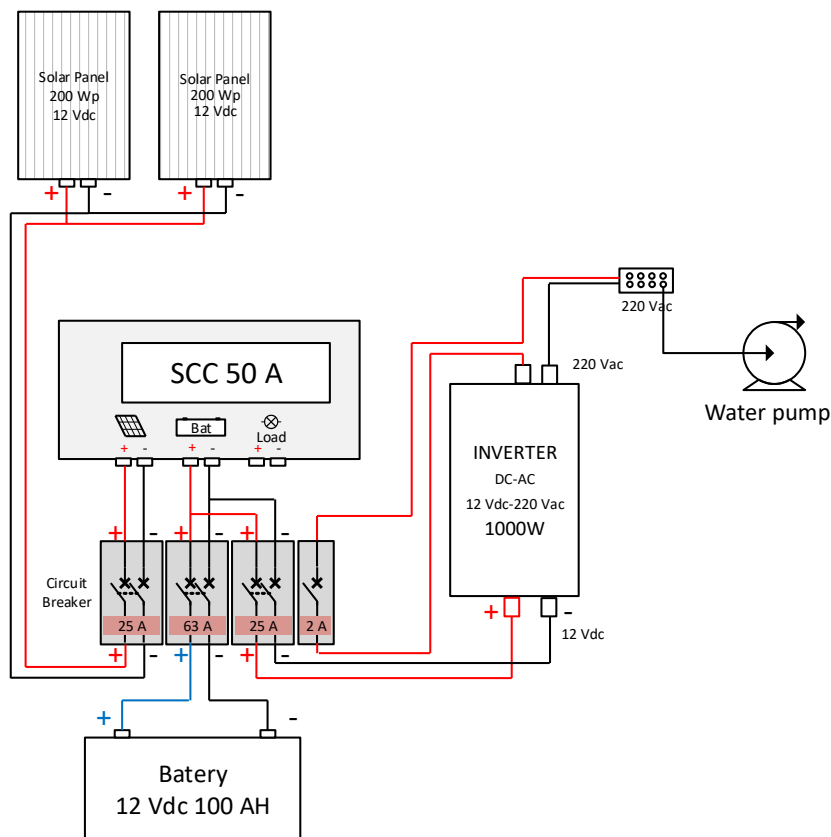 Solar Panel
200 Wp
12 Vdc
Solar Panel
200 Wp
12 Vdc
+
-
+
-
220 Vac
SCC 50 A
220 Vac
Bat
Load
+ -
+ -
+ -
Water pump
INVERTER
DC-AC
12 Vdc-220 Vac
1000W
+ - + - + -
Circuit
Breaker
25 A
63 A
25 A
2 A
+ -
12 Vdc
+ - + - + -
+ -
Batery
12 Vdc 100 AH